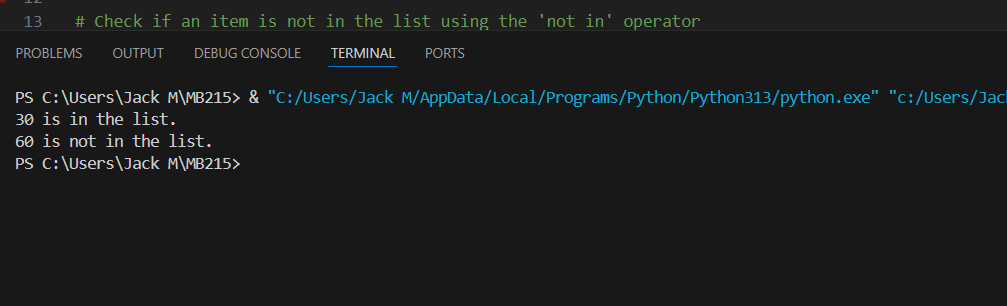 12
13 # Check if an item is not in the list using the 'not in' operator
PROBLEMS OUTPUT DEBUG CONSOLE TERMINAL PORTS
PS C:\Users\Jack M\MB215> & "C:/Users/Jack M/AppData/Local/Programs/Python/Python313/python.exe" "c:/Users/Jac
30 is in the list.
60 is not in the list.
PS C:\Users\Jack M\MB215>